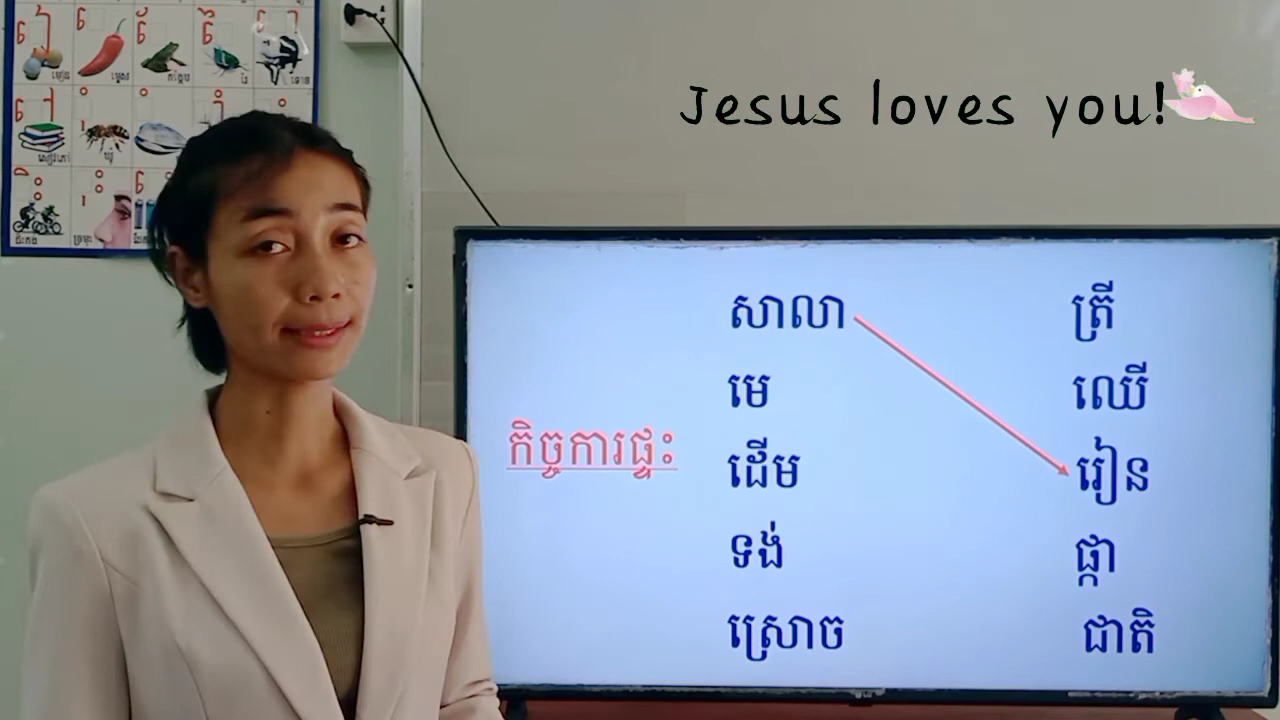 Jesus loves you!
កិច្ចការផ្ទះ
សាលា ត្រី
មេ ឈើ
ដើម រៀន
ទង់ ផ្កា
ស្រោច ជាតិ